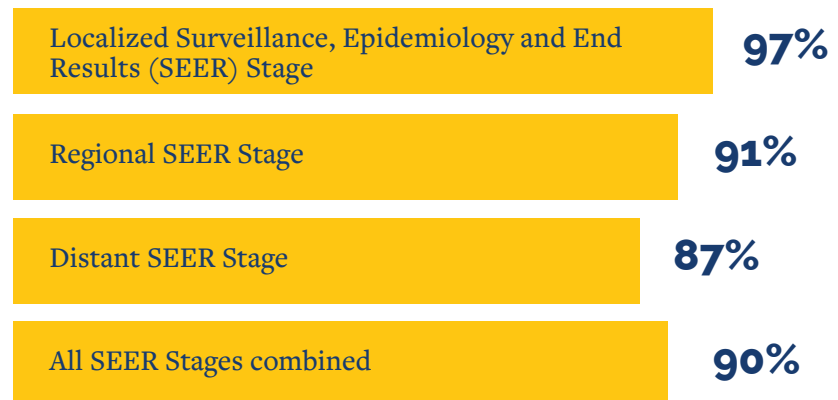 Localized Surveillance, Epidemiology and End
Results (SEER) Stage
97%
Regional SEER Stage
91%
Distant SEER Stage
87%
All SEER Stages combined
90%